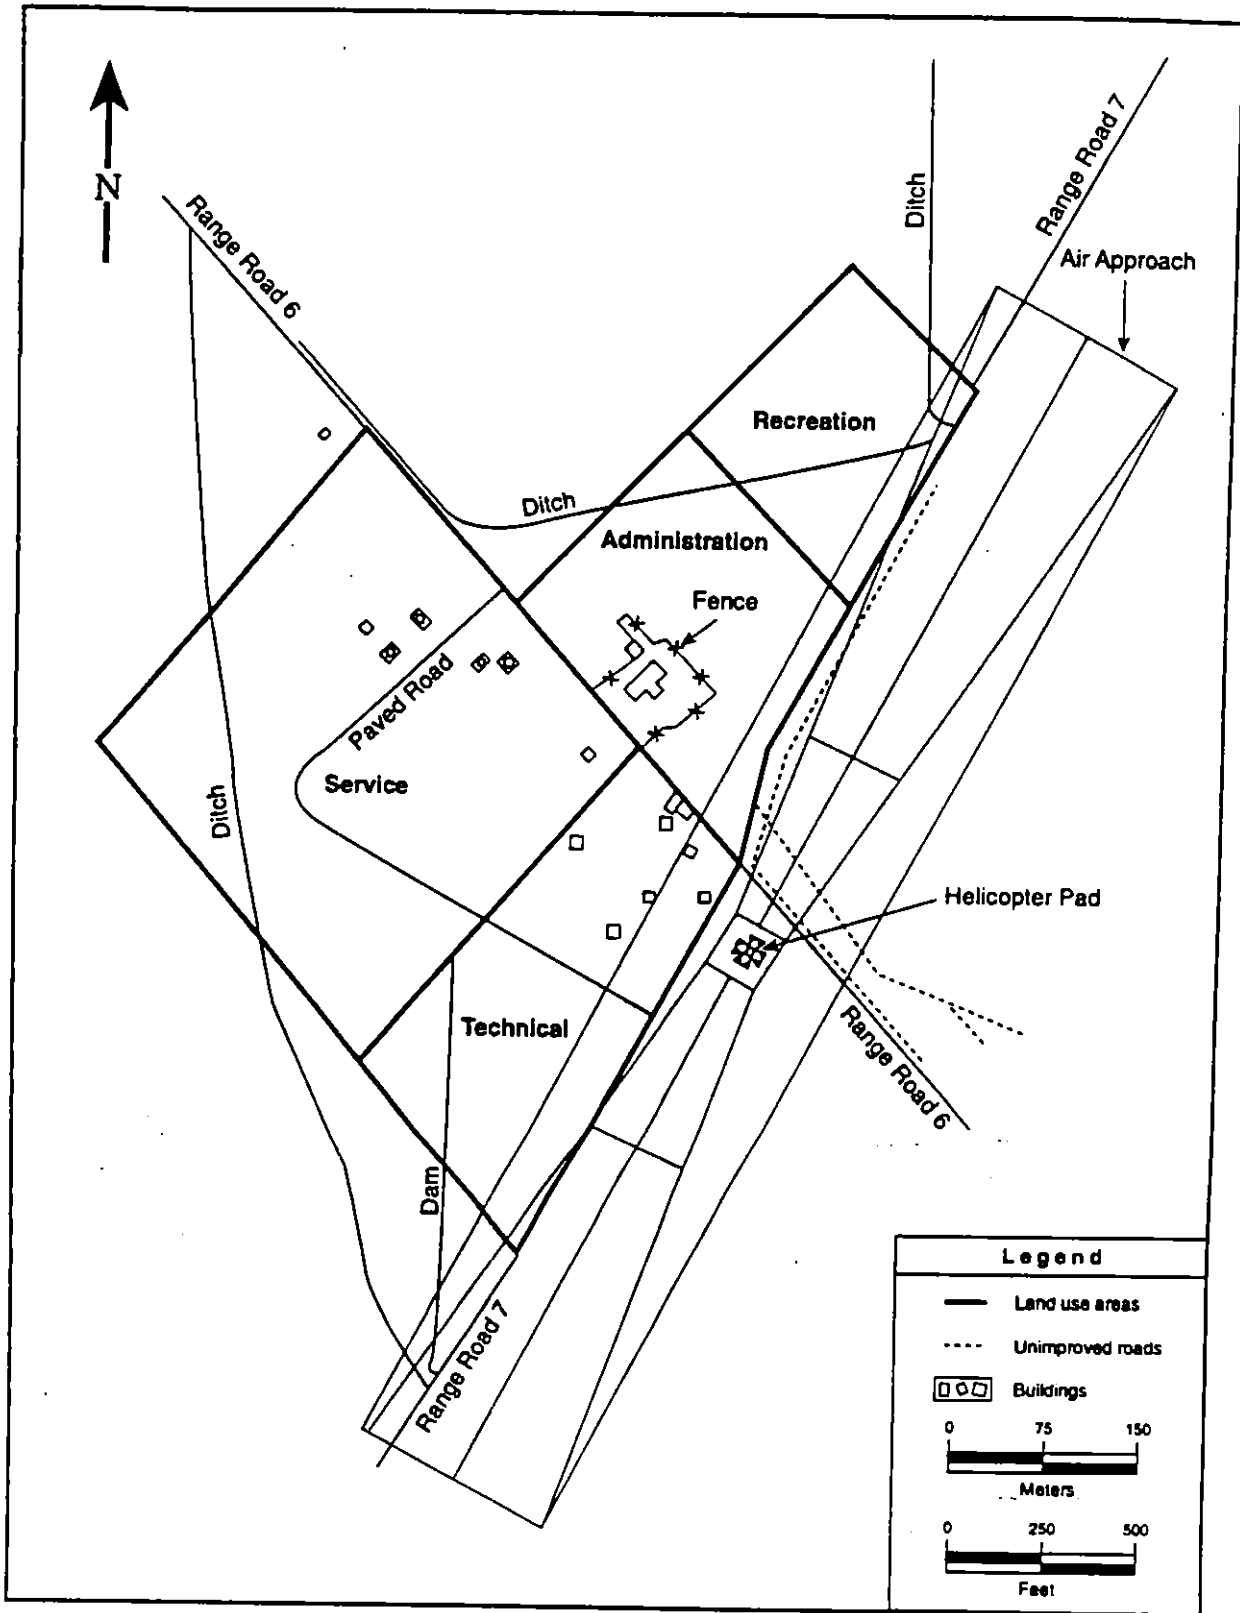 N
Range Road 6
Ditch
Range Road 7
Air Approach
Recreation
Ditch
Administration
Fence
Paved Road
Service
Ditch
Helicopter Pad
Technical
Range Road 6
Dam
Range Road 7
Legend
Land use areas
Unimproved roads
Buildings
0 75 150
Meters
0 250 500
Feet